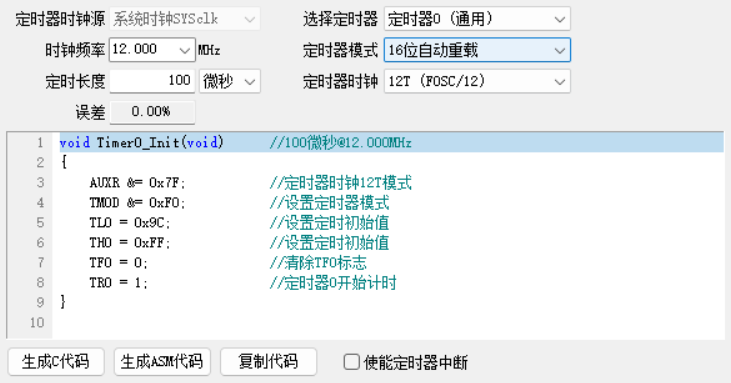 定时器时钟源 系统时钟SYSclk 选择定时器 定时器0 (通用)
时钟频率 12.000 MHz 定时器模式 16位自动重载
定时长度 100 微秒 定时器时钟 12T (FOSC/12)
误差 0.00%
1 void Timer0_Init(void) //100微秒@12.000MHz
2 {
3 AUXR &= 0x7F; //定时器时钟12T模式
4 TMOD &= 0xF0; //设置定时器模式
5 TL0 = 0x9C; //设置定时初始值
6 TH0 = 0xFF; //设置定时初始值
7 TF0 = 0; //清除TF0标志
8 TR0 = 1; //定时器0开始计时
9 }
10
生成C代码 生成ASM代码 复制代码 使能定时器中断